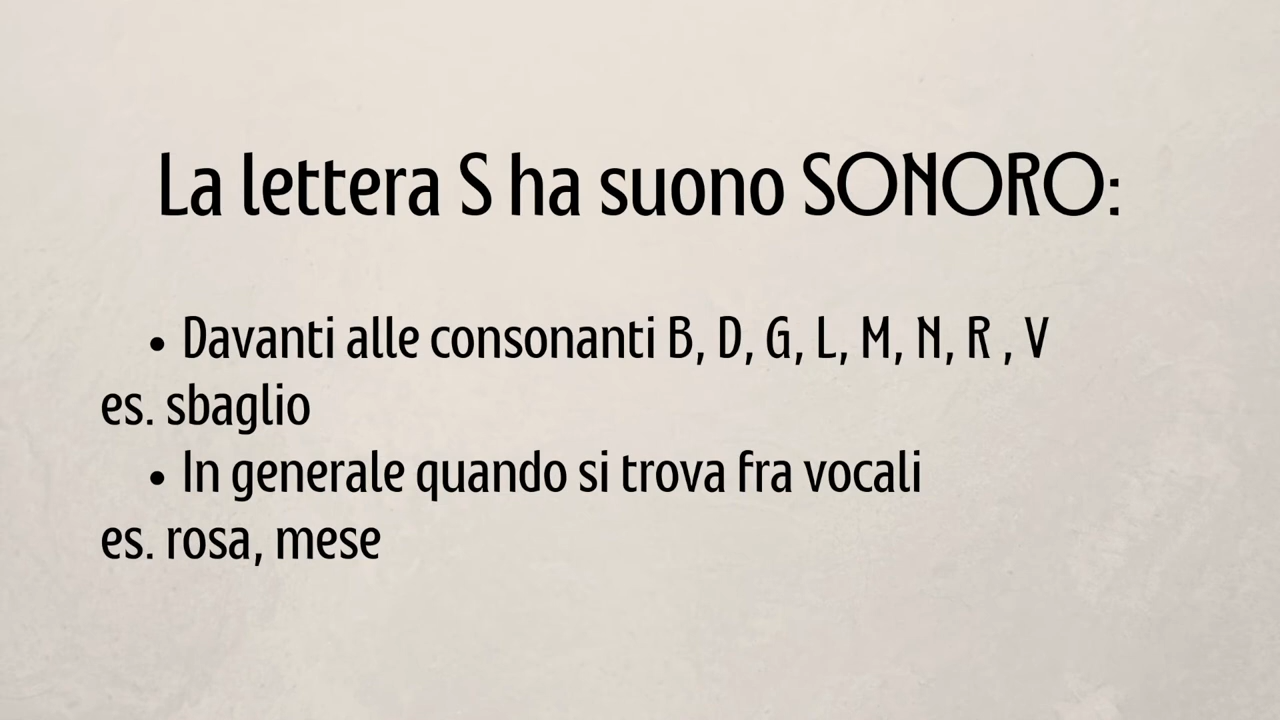 La lettera S ha suono SONORO:
• Davanti alle consonanti B, D, G, L, M, N, R , V
es. sbaglio
• In generale quando si trova fra vocali
es. rosa, mese